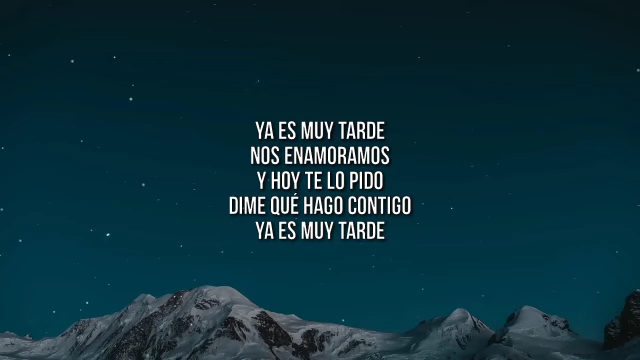 YA ES MUY TARDE
NOS ENAMORAMOS
Y HOY TE LO PIDO
DIME QUÉ HAGO CONTIGO
YA ES MUY TARDE